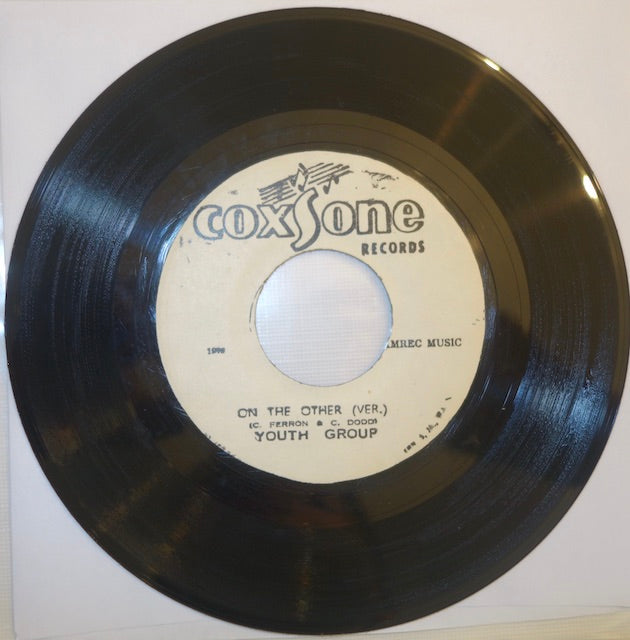 coxsone
RECORDS
MREC MUSIC
ON THE OTHER (VER.)
(C. FERRON & C. DODD)
YOUTH GROUP